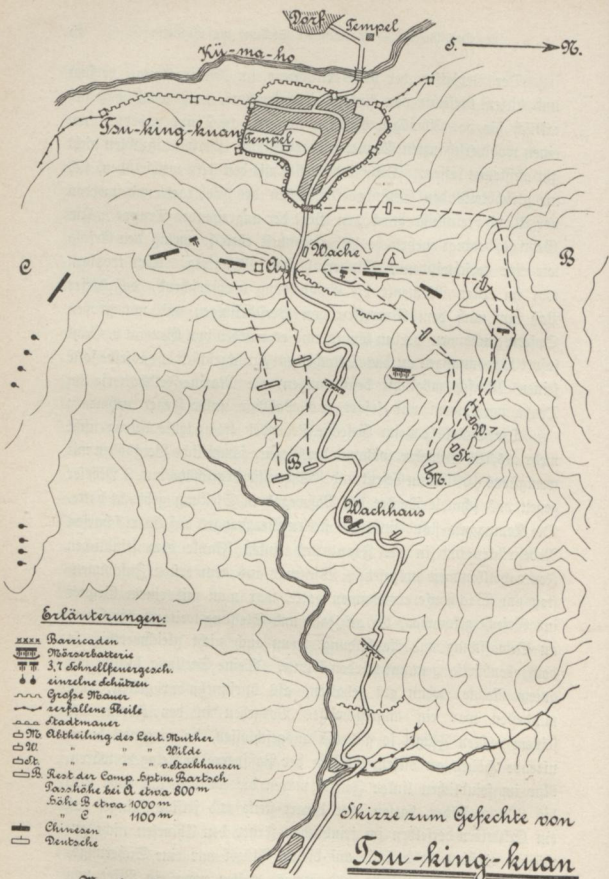 Dorf
Tempel
S. N.
Kü-ma-ho
Tsu-king-kuan
Tempel
Wache
C
A
B
W.
St.
M.
B
Wachhaus
Erläuterungen:
Barricaden
Mörserbatterie
3,7 Schnellfeuergesch.
einzelne Schützen
Große Mauer
zerfallene Theile
Stadtmauer
M. Abtheilung des Leut. Muther
W. " " " Wilde
St. " " " v. Stockhausen
B Rest der Comp. Hptm. Bartsch
Passhöhe bei A etwa 800 m
Höhe B etwa 1000 m
" C " 1100 m
Chinesen
Deutsche
Skizze zum Gefechte von
Tsu-king-kuan